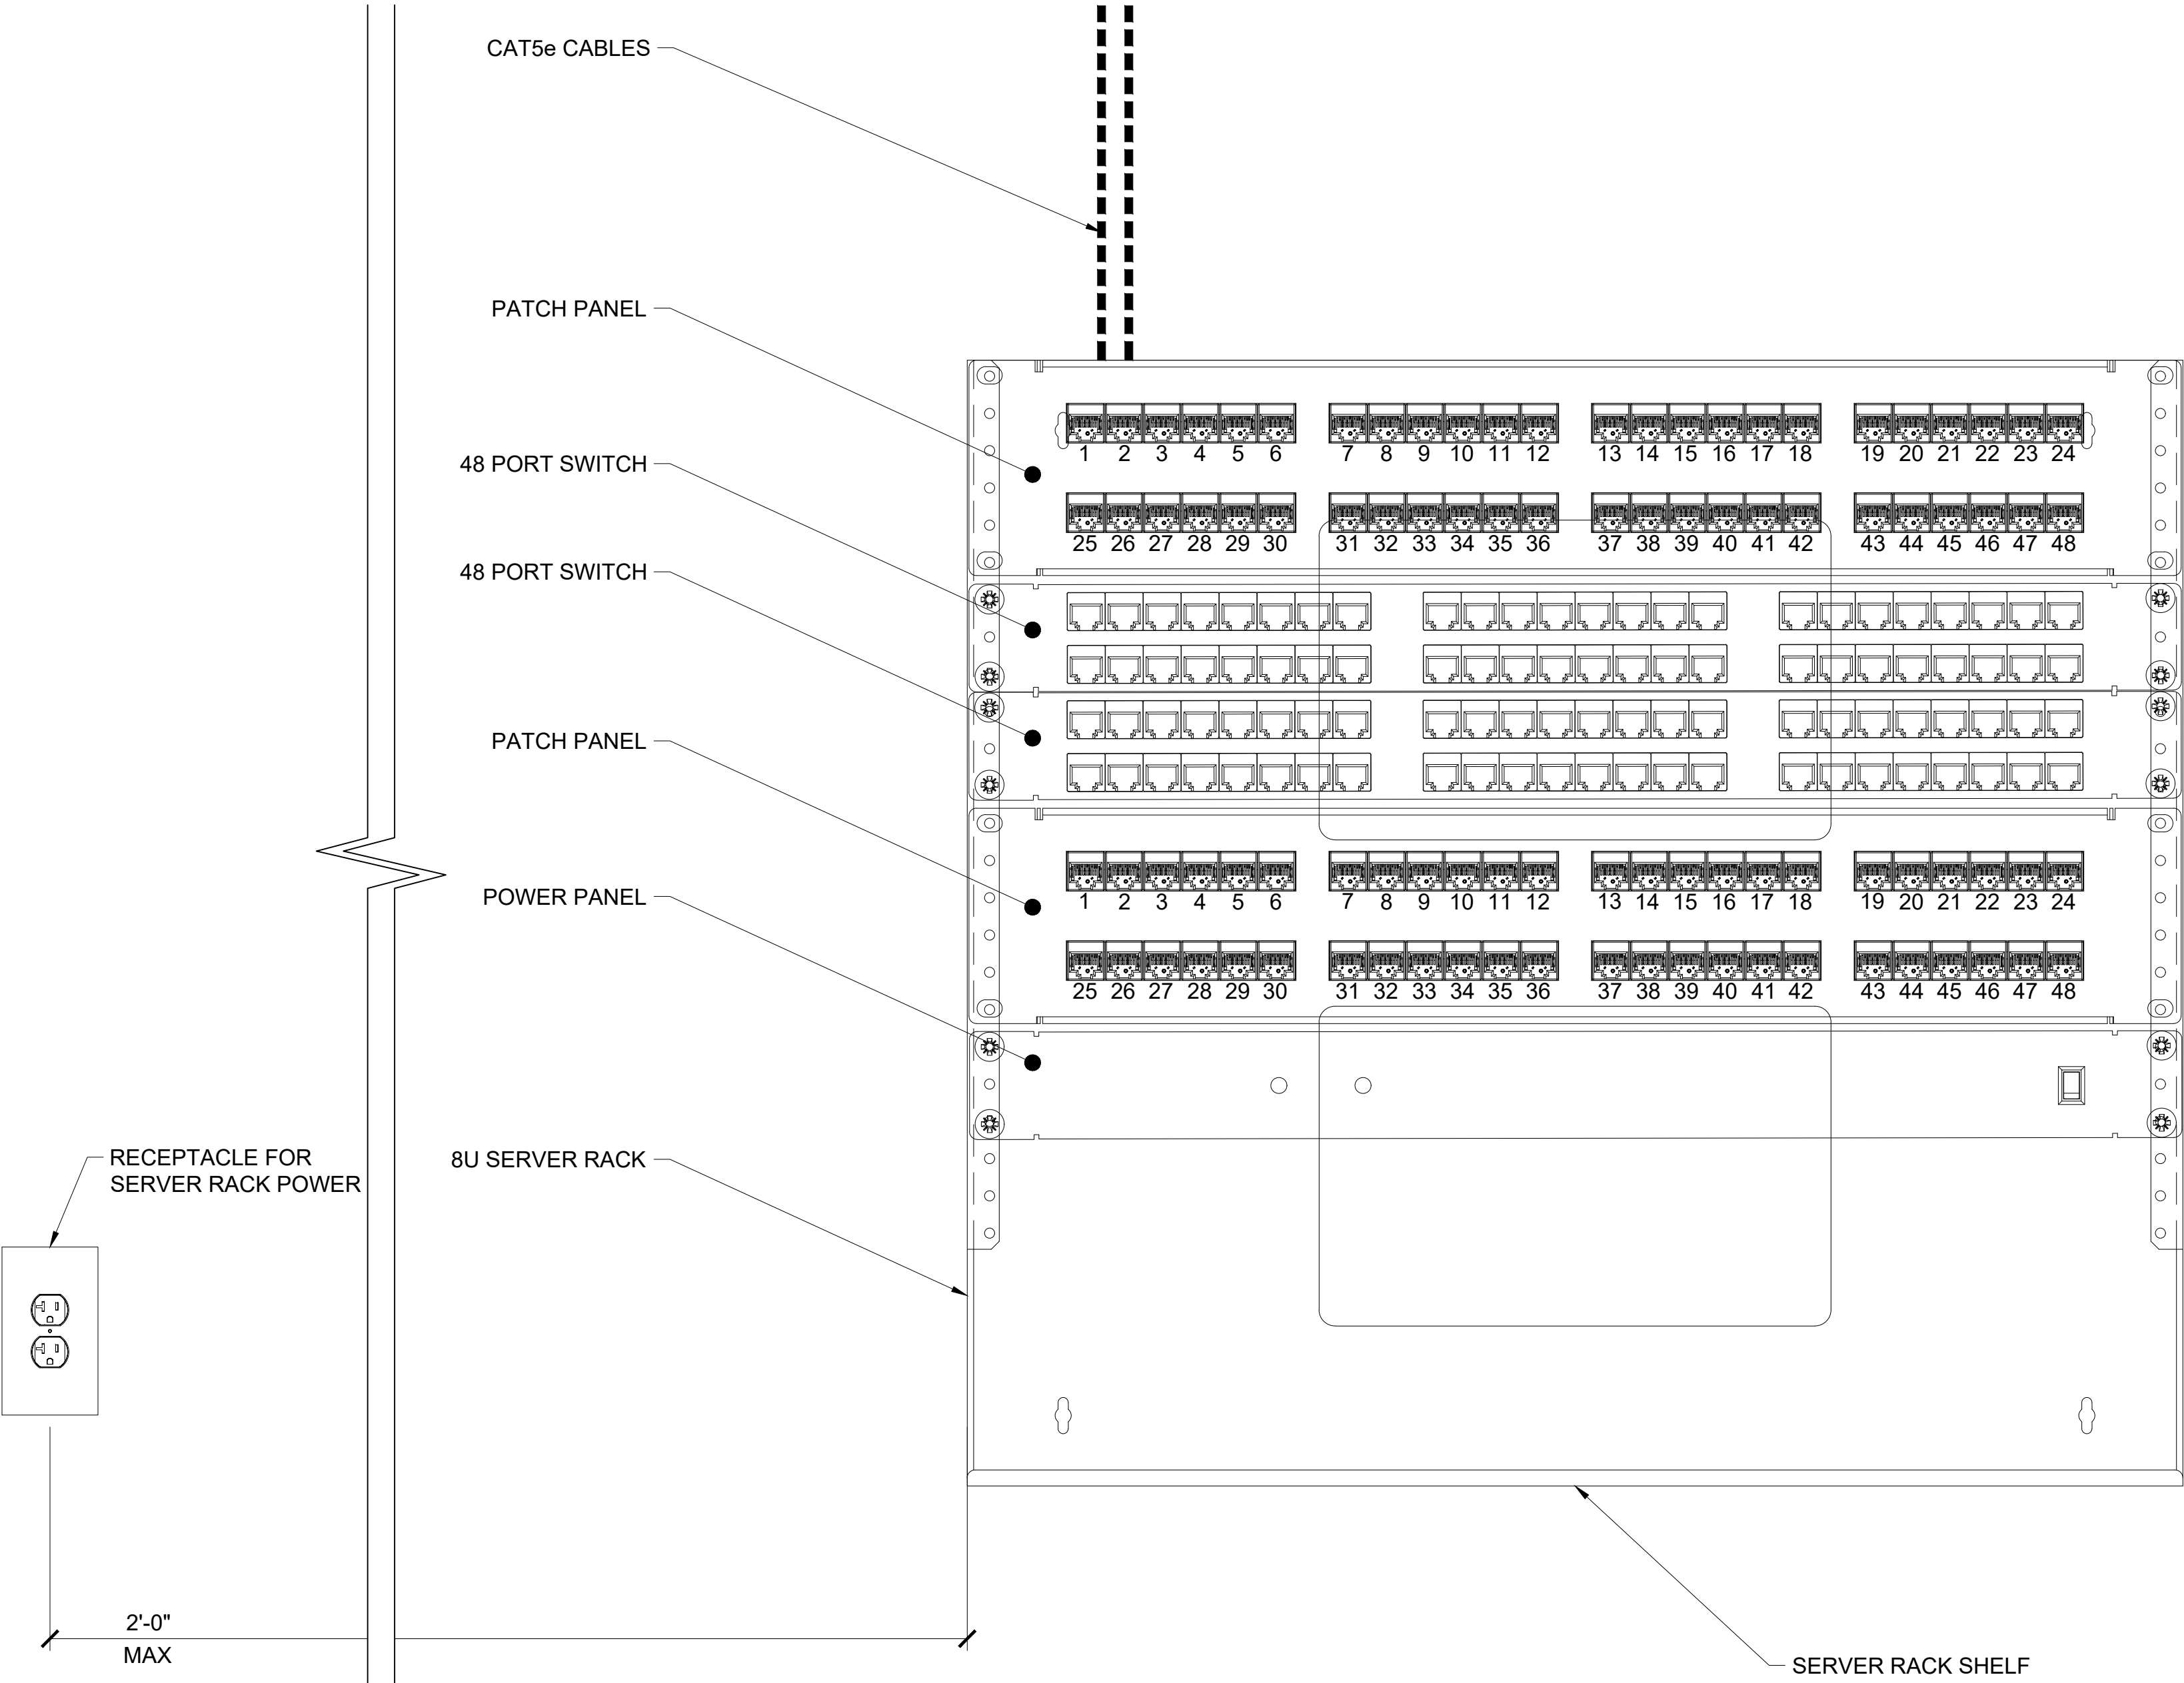 CAT5e CABLES
PATCH PANEL
1 2 3 4 5 6 7 8 9 10 11 12 13 14 15 16 17 18 19 20 21 22 23 24
48 PORT SWITCH
25 26 27 28 29 30 31 32 33 34 35 36 37 38 39 40 41 42 43 44 45 46 47 48
48 PORT SWITCH
PATCH PANEL
POWER PANEL
1 2 3 4 5 6 7 8 9 10 11 12 13 14 15 16 17 18 19 20 21 22 23 24
25 26 27 28 29 30 31 32 33 34 35 36 37 38 39 40 41 42 43 44 45 46 47 48
RECEPTACLE FOR
SERVER RACK POWER
8U SERVER RACK
2'-0"
MAX
SERVER RACK SHELF